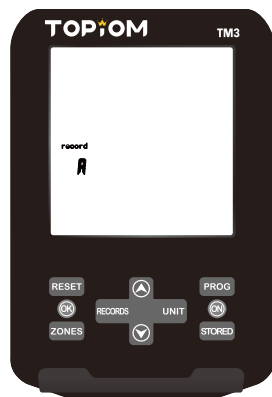 TOPIOM
TM3
record
A
RESET
PROG
OK
RECORDS
UNIT
ON
ZONES
STORED